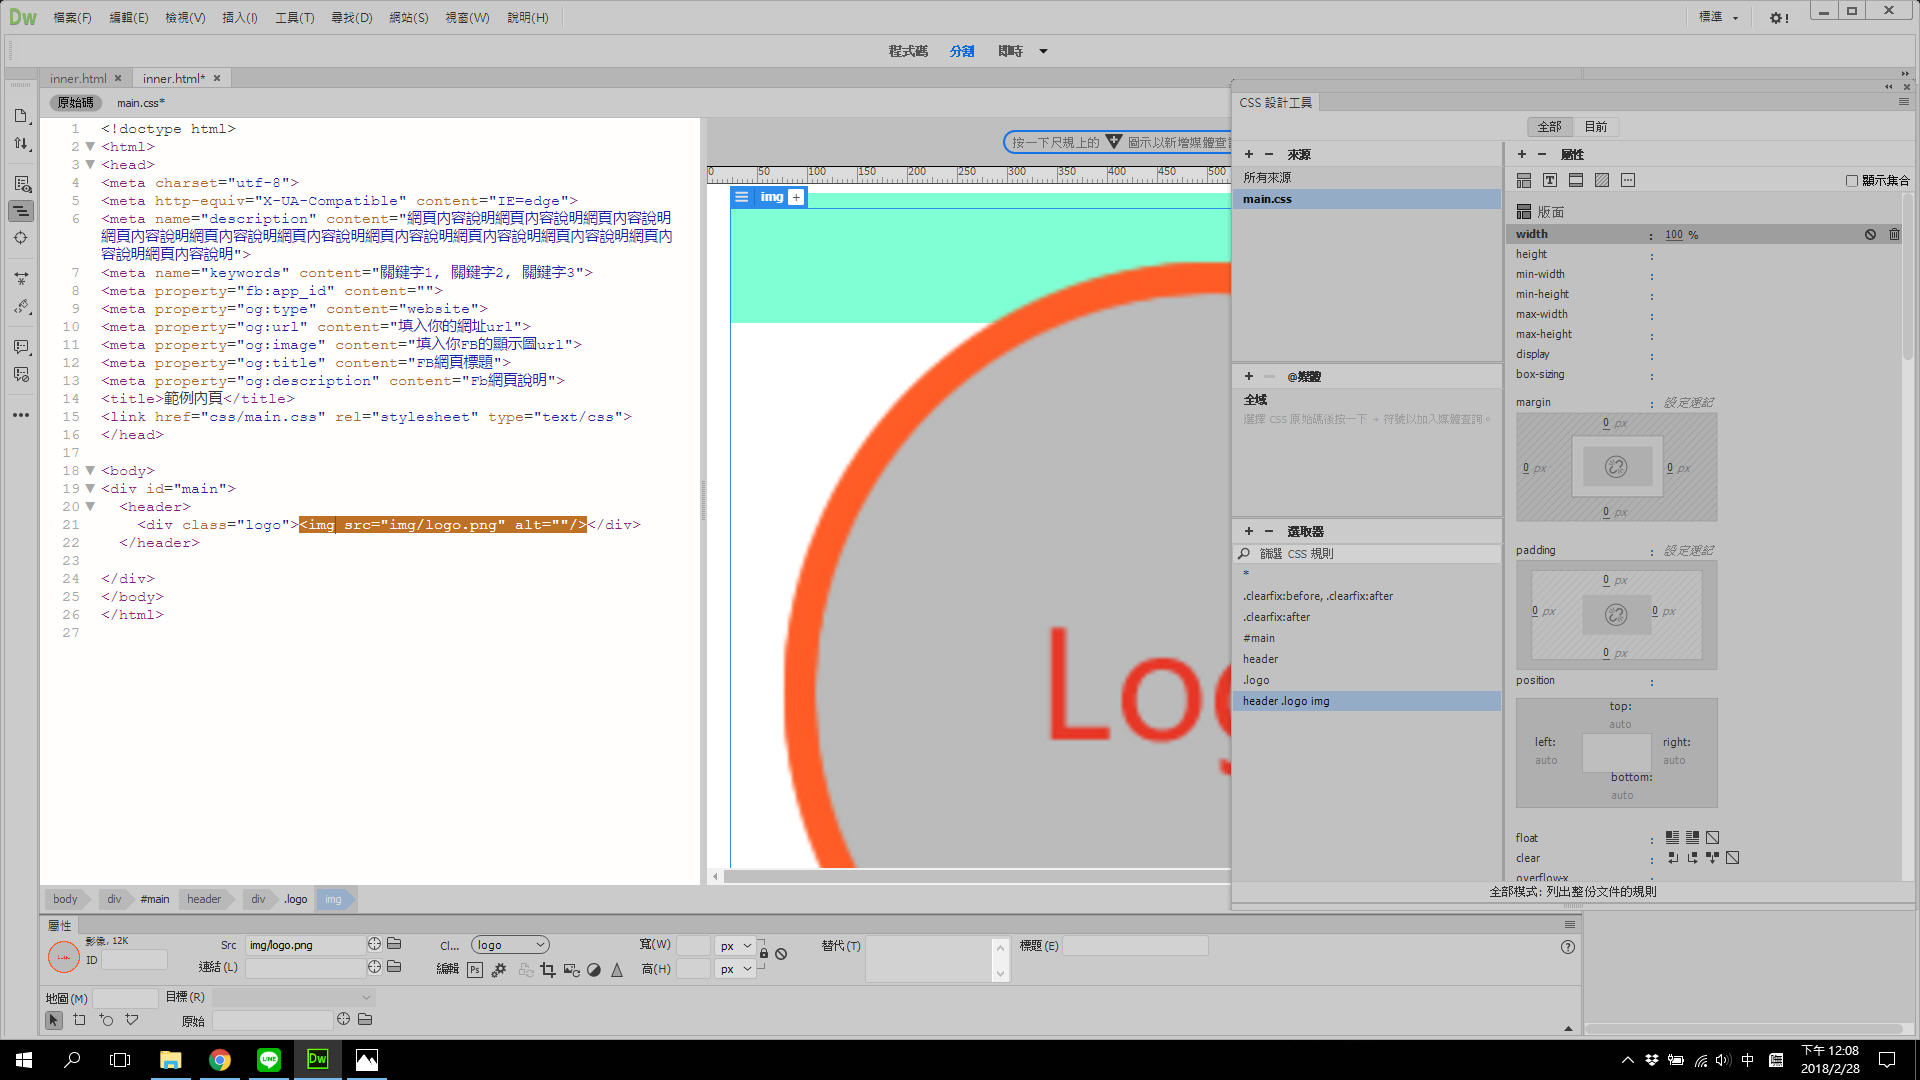 Dw 檔案(F) 編輯(E) 檢視(V) 插入(I) 工具(T) 尋找(D) 網站(S) 視窗(W) 說明(H) 標準
程式碼 分割 即時
inner.html inner.html*
原始碼 main.css*
1 <!doctype html>
2 <html>
3 <head>
4 <meta charset="utf-8">
5 <meta http-equiv="X-UA-Compatible" content="IE=edge">
6 <meta name="description" content="網頁內容說明網頁內容說明網頁內容說明
網頁內容說明網頁內容說明網頁內容說明網頁內容說明網頁內容說明網頁內容說明網頁內
容說明網頁內容說明">
7 <meta name="keywords" content="關鍵字1, 關鍵字2, 關鍵字3">
8 <meta property="fb:app_id" content="">
9 <meta property="og:type" content="website">
10 <meta property="og:url" content="填入你的網址url">
11 <meta property="og:image" content="填入你FB的顯示圖url">
12 <meta property="og:title" content="FB網頁標題">
13 <meta property="og:description" content="Fb網頁說明">
14 <title>範例內頁</title>
15 <link href="css/main.css" rel="stylesheet" type="text/css">
16 </head>
17
18 <body>
19 <div id="main">
20 <header>
21 <div class="logo"><img src="img/logo.png" alt=""/></div>
22 </header>
23
24 </div>
25 </body>
26 </html>
27
按一下尺規上的 圖示以新增媒體查
0 50 100 150 200 250 300 350 400 450 500
img +
Log
CSS 設計工具
全部 目前
+ − 來源
所有來源
main.css
+ − @媒體
全域
選擇 CSS 原始碼後按一下 + 符號以加入媒體查詢。
+ − 選取器
篩選 CSS 規則
*
.clearfix:before, .clearfix:after
.clearfix:after
#main
header
.logo
header .logo img
+ − 屬性
顯示集合
版面
width : 100 %
height :
min-width :
min-height :
max-width :
max-height :
display :
box-sizing :
margin : 設定速記
0 px
0 px 0 px
0 px
padding : 設定速記
0 px
0 px 0 px
0 px
position :
top:
auto
left: right:
auto auto
bottom:
auto
float :
clear :
overflow-x
全部模式: 列出整份文件的規則
body div #main header div .logo img
屬性
影像, 12K
ID
Src img/logo.png
連結(L)
Cl... logo
編輯 Ps
寬(W) px
高(H) px
替代(T)
標題(E)
地圖(M) 目標(R)
原始
Dw
中
下午 12:08
2018/2/28